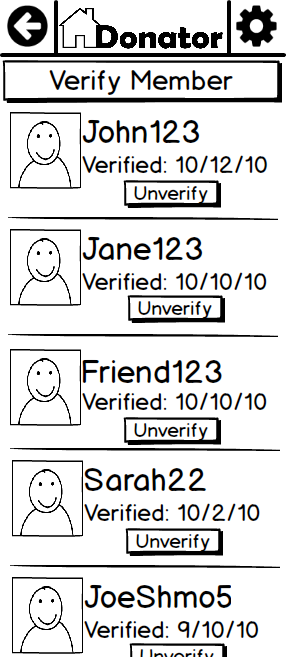 Donator
Verify Member
John123
Verified: 10/12/10
Unverify
Jane123
Verified: 10/10/10
Unverify
Friend123
Verified: 10/10/10
Unverify
Sarah22
Verified: 10/2/10
Unverify
JoeShmo5
Verified: 9/10/10
Unverify